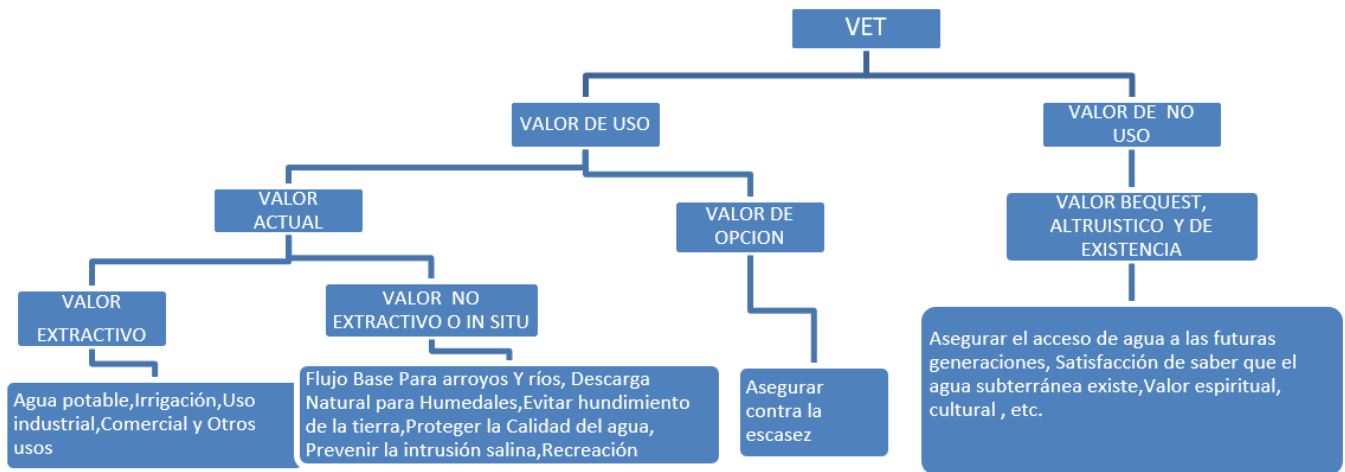 VET
VALOR DE USO
VALOR DE NO
USO
VALOR
ACTUAL
VALOR DE
OPCION
VALOR BEQUEST,
ALTRUISTICO Y DE
EXISTENCIA
VALOR
EXTRACTIVO
VALOR NO
EXTRACTIVO O IN SITU
Agua potable,Irrigación,Uso
industrial,Comercial y Otros
usos
Flujo Base Para arroyos Y ríos, Descarga
Natural para Humedales,Evitar hundimiento
de la tierra,Proteger la Calidad del agua,
Prevenir la intrusión salina,Recreación
Asegurar
contra la
escasez
Asegurar el acceso de agua a las futuras
generaciones, Satisfacción de saber que el
agua subterránea existe,Valor espiritual,
cultural , etc.